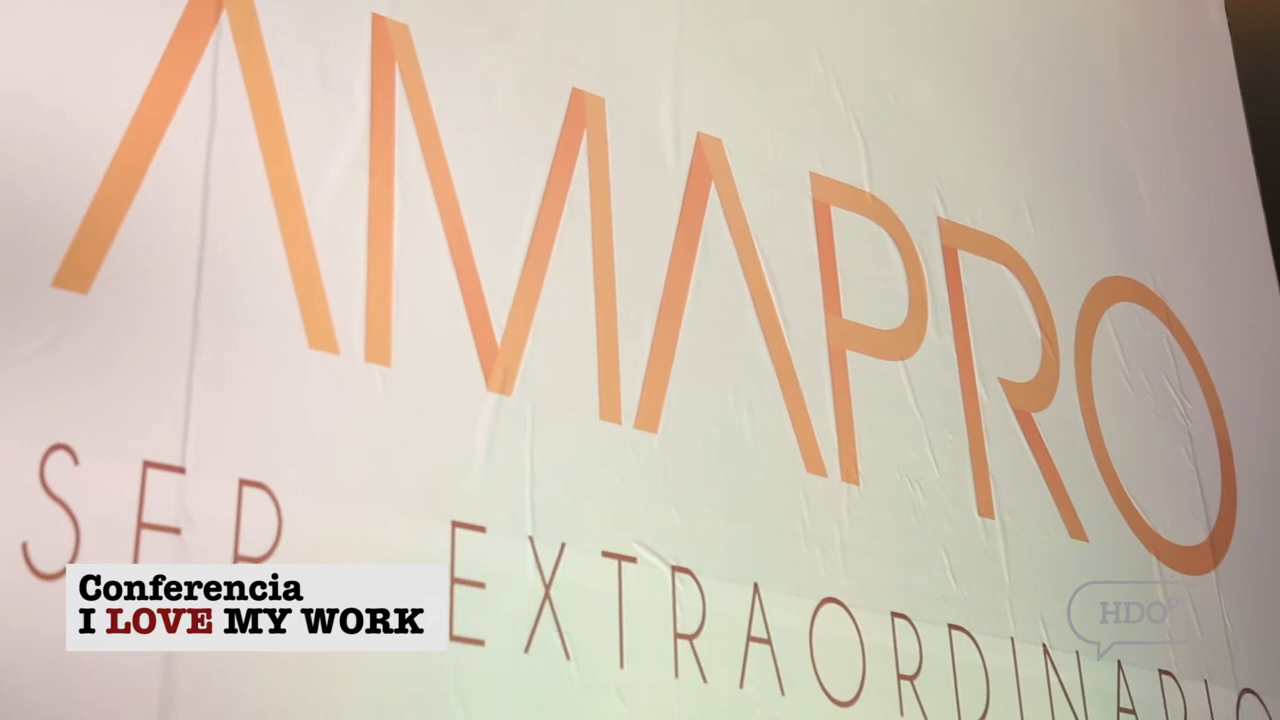 AMAPRO
SER EXTRAORDINARIO
Conferencia
I LOVE MY WORK
HDO°